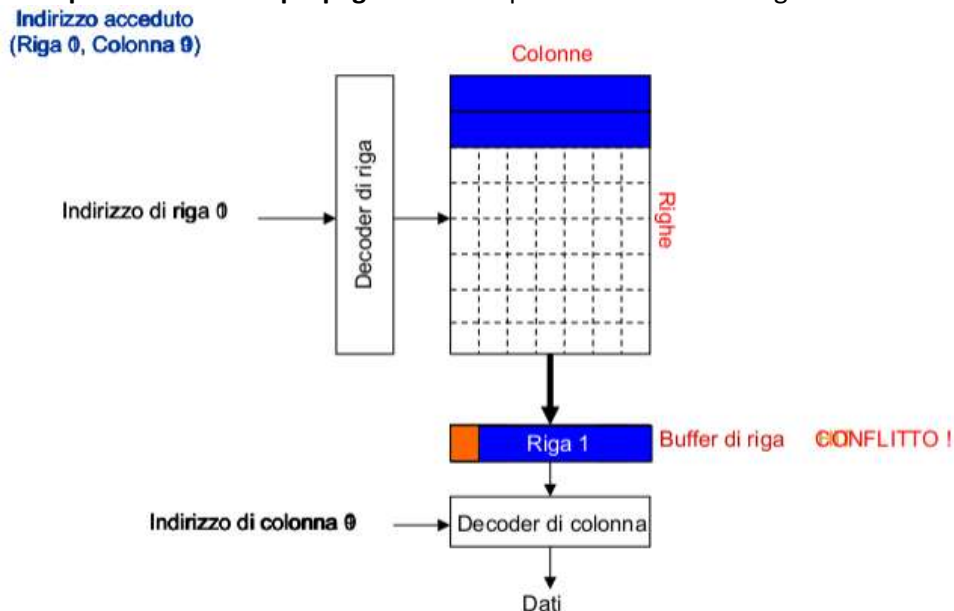 Indirizzo acceduto
(Riga 0, Colonna 0)
Colonne
Decoder di riga
Righe
Indirizzo di riga 0
Riga 1
Buffer di riga CONFLITTO !
Indirizzo di colonna 0
Decoder di colonna
Dati